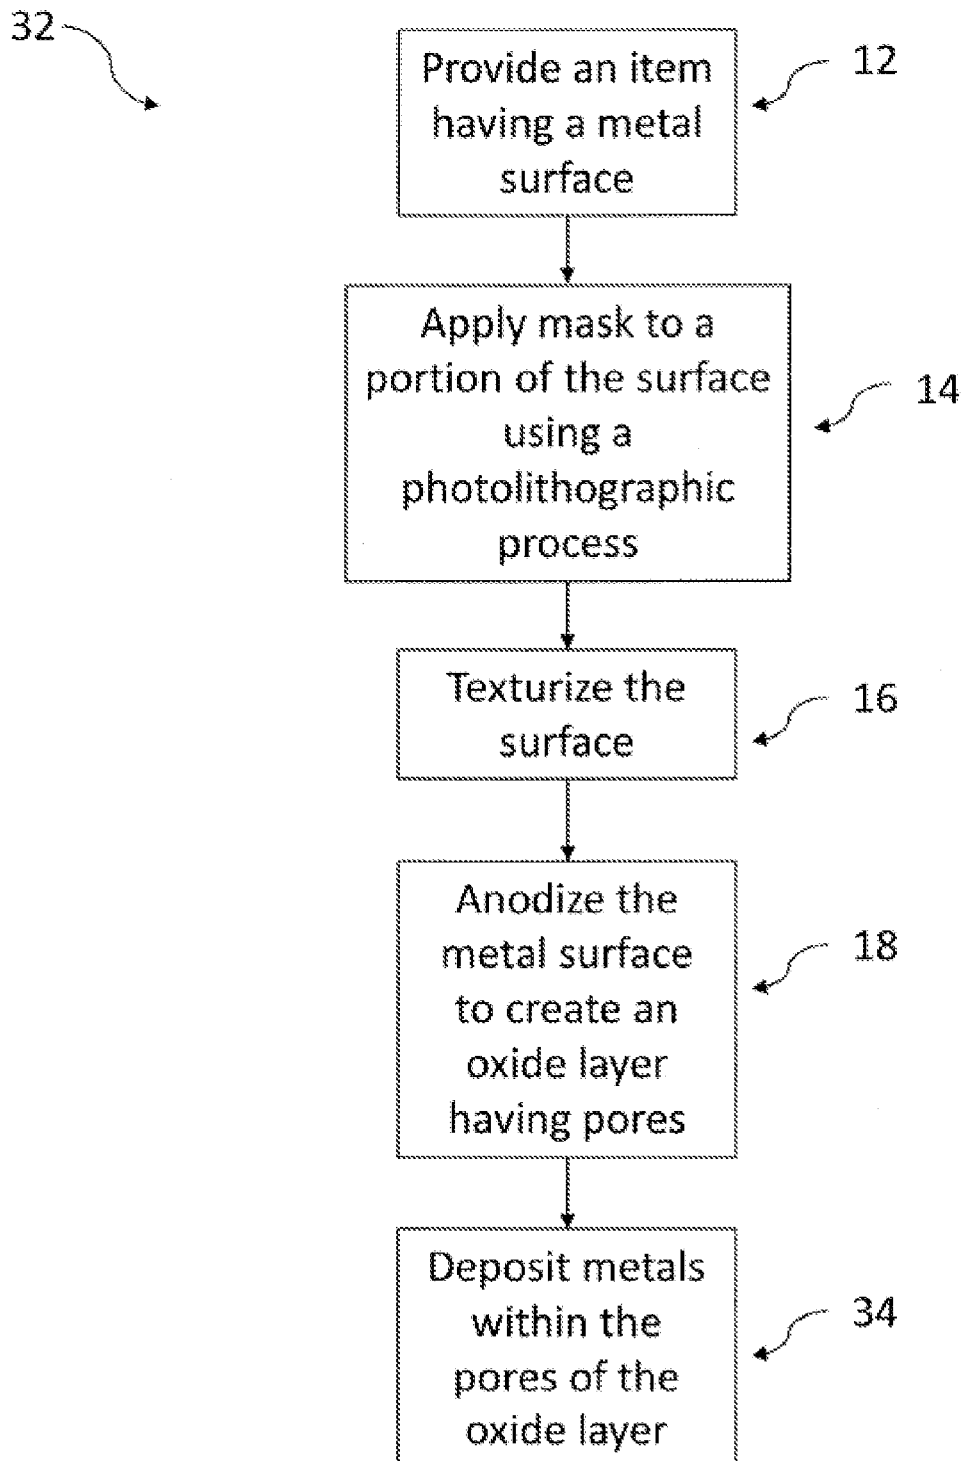 32
Provide an item
having a metal
surface
12
Apply mask to a
portion of the surface
using a
photolithographic
process
14
Texturize the
surface
16
Anodize the
metal surface
to create an
oxide layer
having pores
18
Deposit metals
within the
pores of the
oxide layer
34